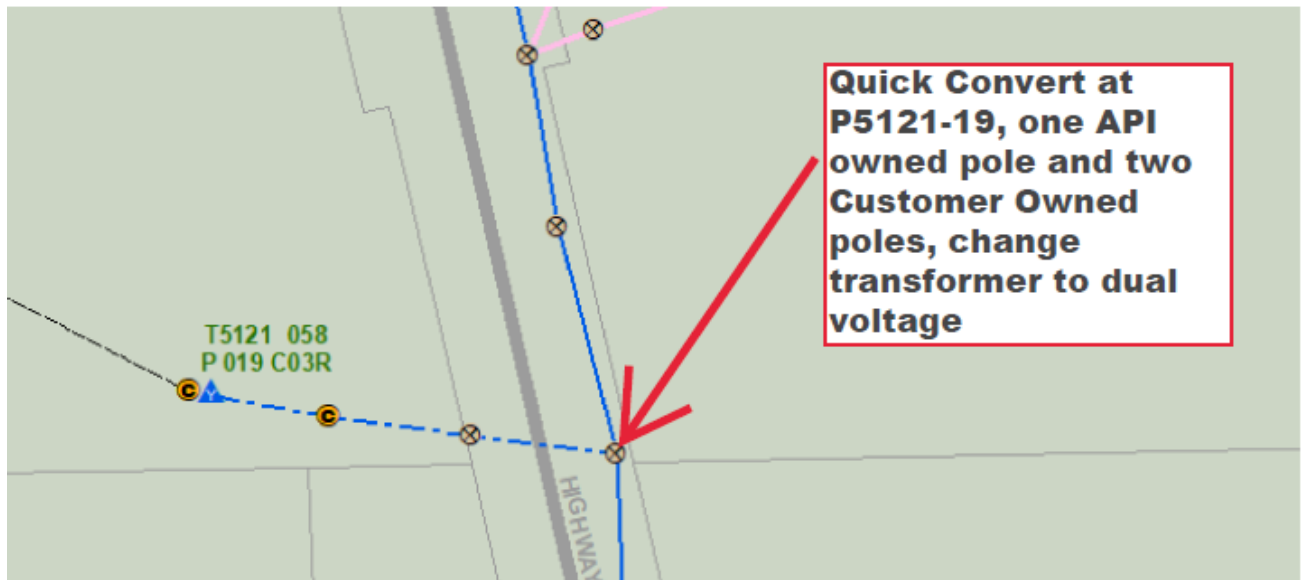 Quick Convert at
P5121-19, one API
owned pole and two
Customer Owned
poles, change
transformer to dual
voltage
T5121 058
P 019 C03R
C
Y
C
HIGHWAY